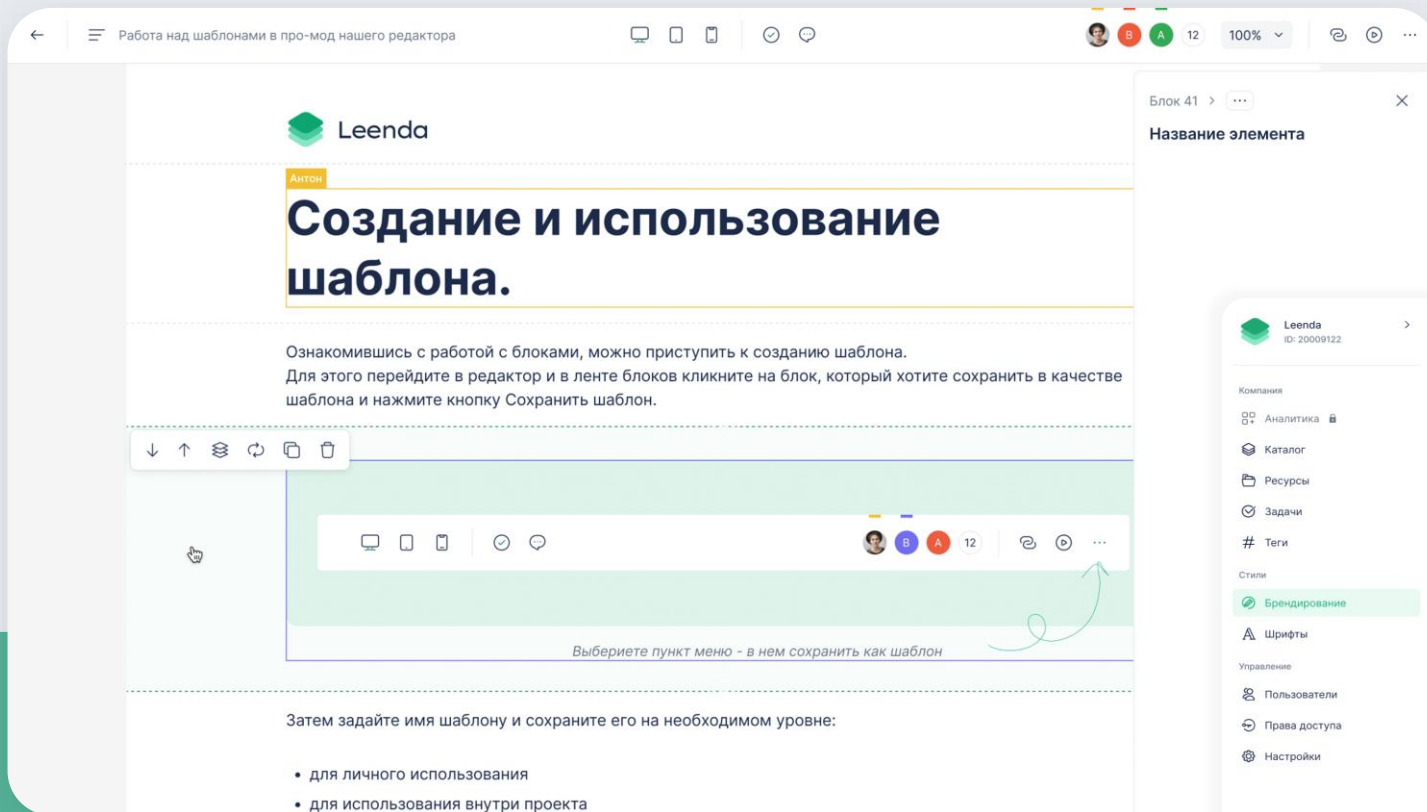 Работа над шаблонами в про-мод нашего редактора
B
A
12
100%
Блок 41
Название элемента
Leenda
Антон
Создание и использование
шаблона.
Ознакомившись с работой с блоками, можно приступить к созданию шаблона.
Для этого перейдите в редактор и в ленте блоков кликните на блок, который хотите сохранить в качестве
шаблона и нажмите кнопку Сохранить шаблон.
B
A
12
Выбериете пункт меню - в нем сохранить как шаблон
Затем задайте имя шаблону и сохраните его на необходимом уровне:
• для личного использования
• для использования внутри проекта
Leenda
ID: 20009122
Компания
Аналитика
Каталог
Ресурсы
Задачи
Теги
Стили
Брендирование
Шрифты
Управление
Пользователи
Права доступа
Настройки